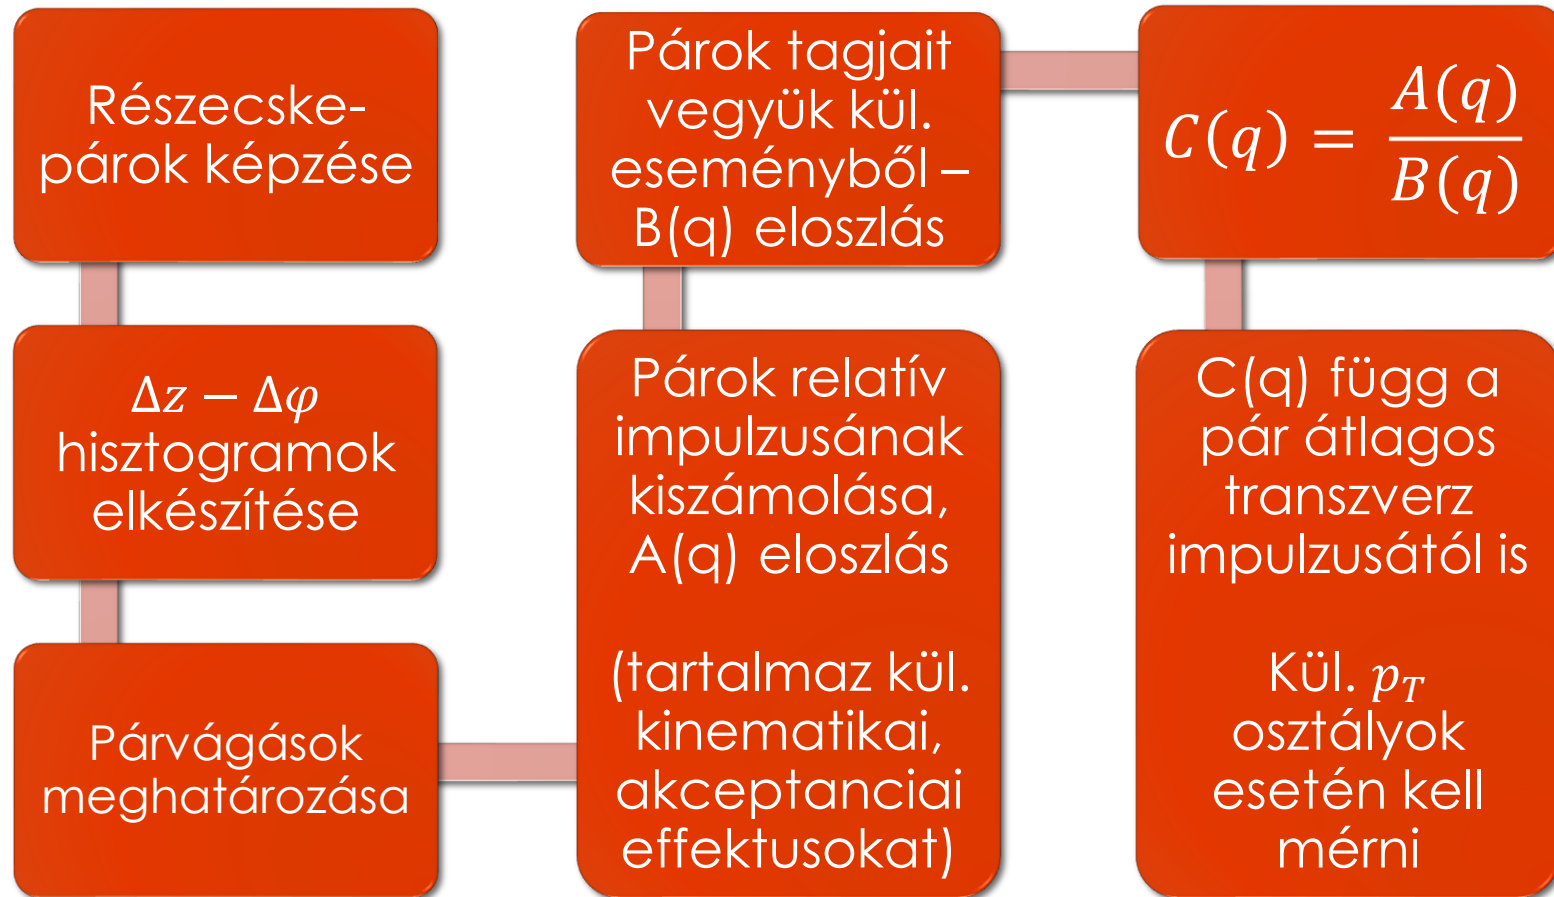 Részecske-
párok képzése
Δz − Δφ
hisztogramok
elkészítése
Párvágások
meghatározása
Párok relatív
impulzusának
kiszámolása,
A(q) eloszlás
(tartalmaz kül.
kinematikai,
akceptanciai
effektusokat)
Párok tagjait
vegyük kül.
eseményből –
B(q) eloszlás
C(q) = A(q) / B(q)
C(q) függ a
pár átlagos
transzverz
impulzusától is
Kül. p_T
osztályok
esetén kell
mérni